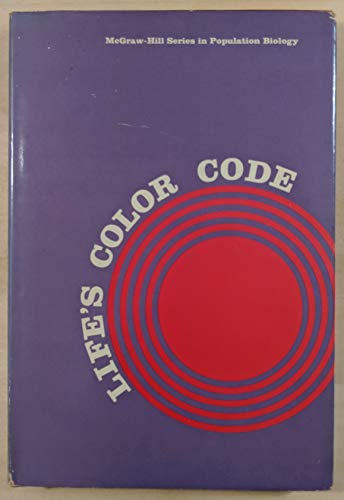 McGraw-Hill Series in Population Biology
LIFE'S COLOR CODE